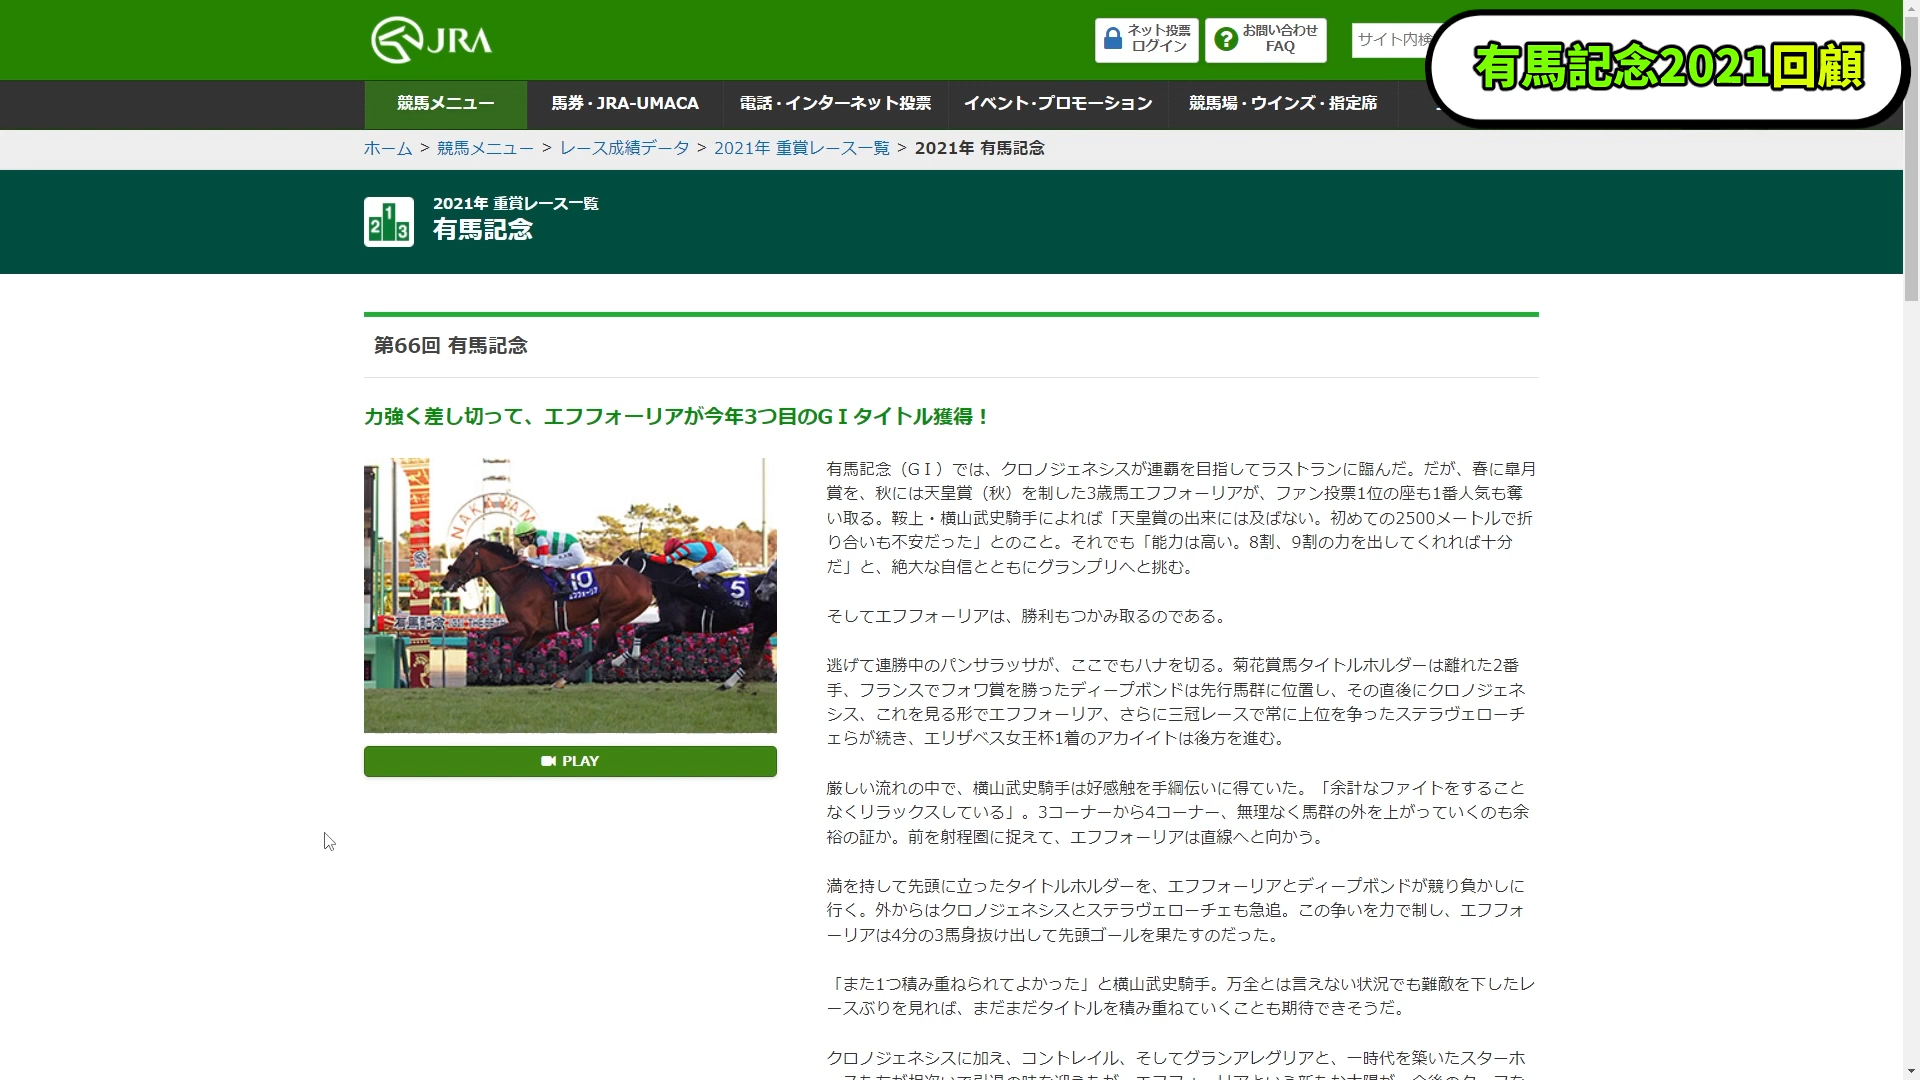 JRA
ネット投票
ログイン
お問い合わせ
FAQ
サイト内検
有馬記念2021回顧
競馬メニュー
馬券・JRA-UMACA
電話・インターネット投票
イベント・プロモーション
競馬場・ウインズ・指定席
ホーム > 競馬メニュー > レース成績データ > 2021年 重賞レース一覧 > 2021年 有馬記念
2021年 重賞レース一覧
有馬記念
第66回 有馬記念
力強く差し切って、エフフォーリアが今年3つ目のGⅠタイトル獲得！
有馬記念（GⅠ）では、クロノジェネシスが連覇を目指してラストランに臨んだ。だが、春に皐月
賞を、秋には天皇賞（秋）を制した3歳馬エフフォーリアが、ファン投票1位の座も1番人気も奪
い取る。鞍上・横山武史騎手によれば「天皇賞の出来には及ばない。初めての2500メートルで折
り合いも不安だった」とのこと。それでも「能力は高い。8割、9割の力を出してくれれば十分
だ」と、絶大な自信とともにグランプリへと挑む。
そしてエフフォーリアは、勝利もつかみ取るのである。
逃げて連勝中のパンサラッサが、ここでもハナを切る。菊花賞馬タイトルホルダーは離れた2番
手、フランスでフォワ賞を勝ったディープボンドは先行馬群に位置し、その直後にクロノジェネ
シス、これを見る形でエフフォーリア、さらに三冠レースで常に上位を争ったステラヴェローチ
ェらが続き、エリザベス女王杯1着のアカイイトは後方を進む。
厳しい流れの中で、横山武史騎手は好感触を手綱伝いに得ていた。「余計なファイトをすること
なくリラックスしている」。3コーナーから4コーナー、無理なく馬群の外を上がっていくのも余
裕の証か。前を射程圏に捉えて、エフフォーリアは直線へと向かう。
満を持して先頭に立ったタイトルホルダーを、エフフォーリアとディープボンドが競り負かしに
行く。外からはクロノジェネシスとステラヴェローチェも急追。この争いを力で制し、エフフォ
ーリアは4分の3馬身抜け出して先頭ゴールを果たすのだった。
「また1つ積み重ねられてよかった」と横山武史騎手。万全とは言えない状況でも難敵を下したレ
ースぶりを見れば、まだまだタイトルを積み重ねていくことも期待できそうだ。
クロノジェネシスに加え、コントレイル、そしてグランアレグリアと、一時代を築いたスターホ
NAKAYAMA
10
エフフォーリア
5
有馬記念
PLAY